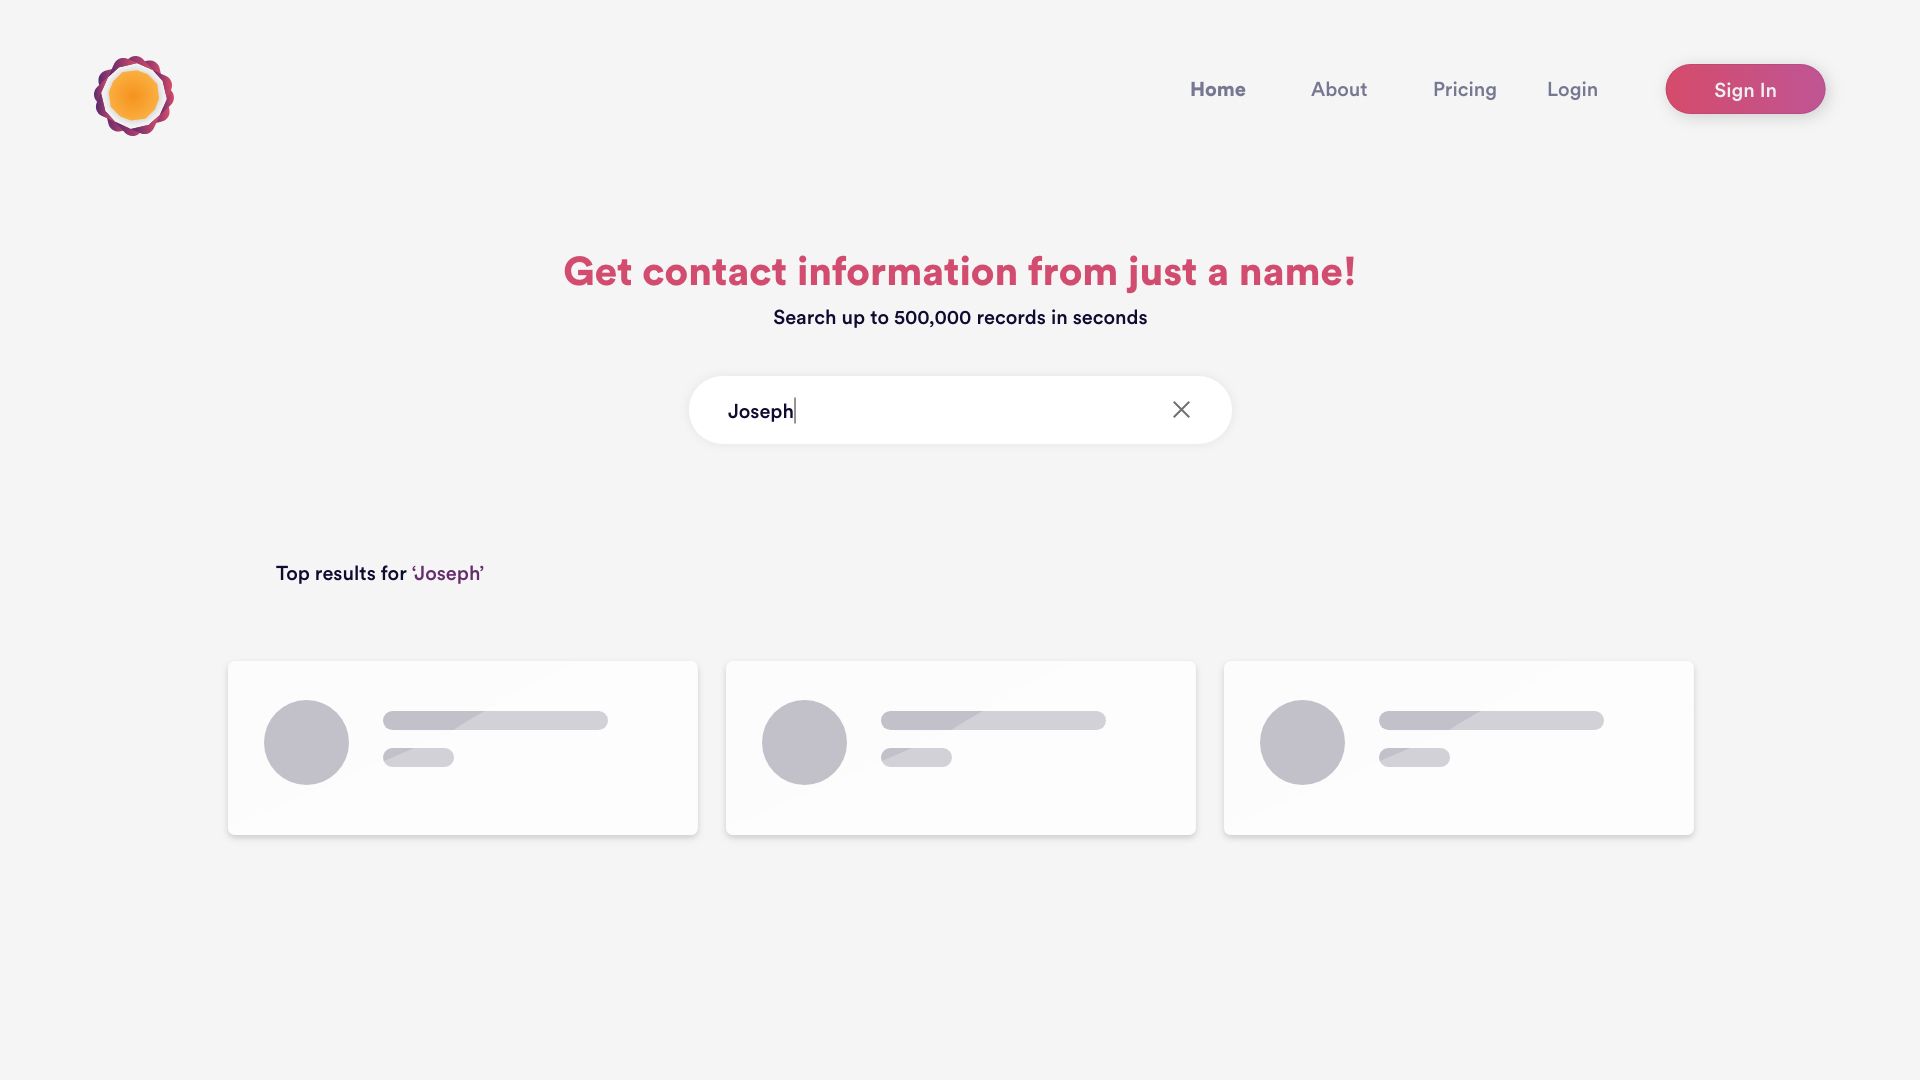 Home About Pricing Login Sign In
Get contact information from just a name!
Search up to 500,000 records in seconds
Joseph
Top results for ‘Joseph’